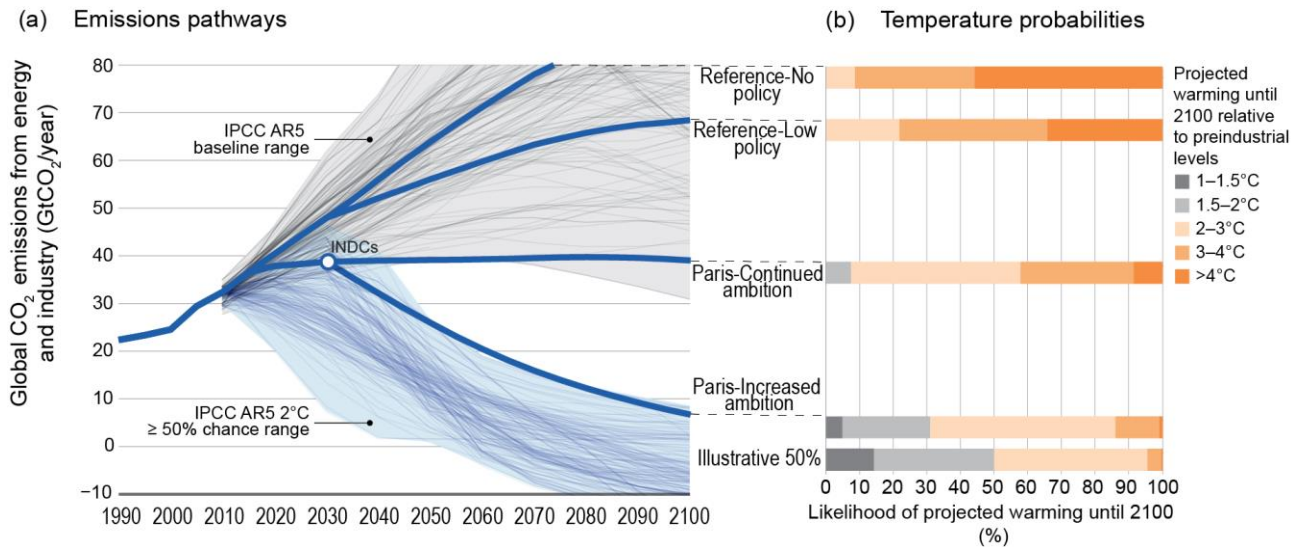 (a) Emissions pathways
Global CO₂ emissions from energy
and industry (GtCO₂/year)
80
70
60
50
40
30
20
10
0
−10
1990 2000 2010 2020 2030 2040 2050 2060 2070 2080 2090 2100
IPCC AR5
baseline range
INDCs
IPCC AR5 2°C
≥ 50% chance range
Reference-No
policy
Reference-Low
policy
Paris-Continued
ambition
Paris-Increased
ambition
Illustrative 50%
(b) Temperature probabilities
0 10 20 30 40 50 60 70 80 90 100
Likelihood of projected warming until 2100
(%)
Projected
warming until
2100 relative
to preindustrial
levels
1–1.5°C
1.5–2°C
2–3°C
3–4°C
>4°C